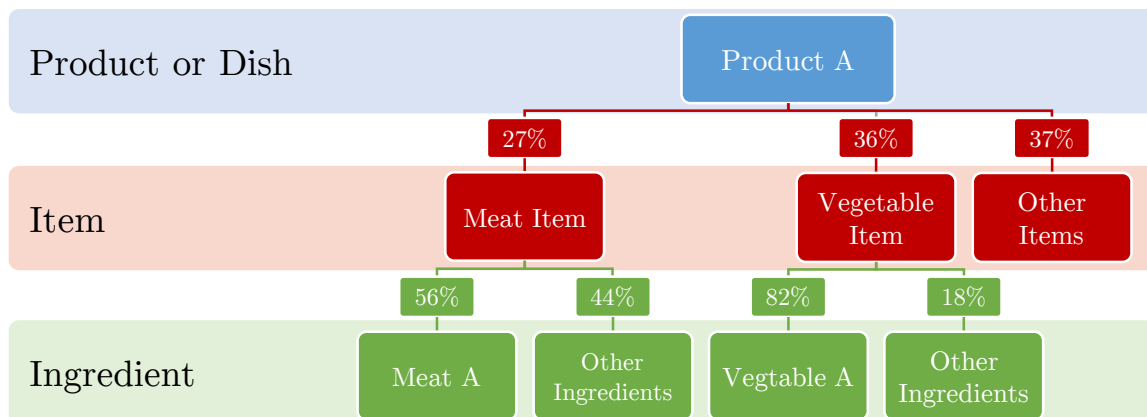 Product or Dish
Product A
27%
36%
37%
Item
Meat Item
Vegetable
Item
Other
Items
56%
44%
82%
18%
Ingredient
Meat A
Other
Ingredients
Vegtable A
Other
Ingredients